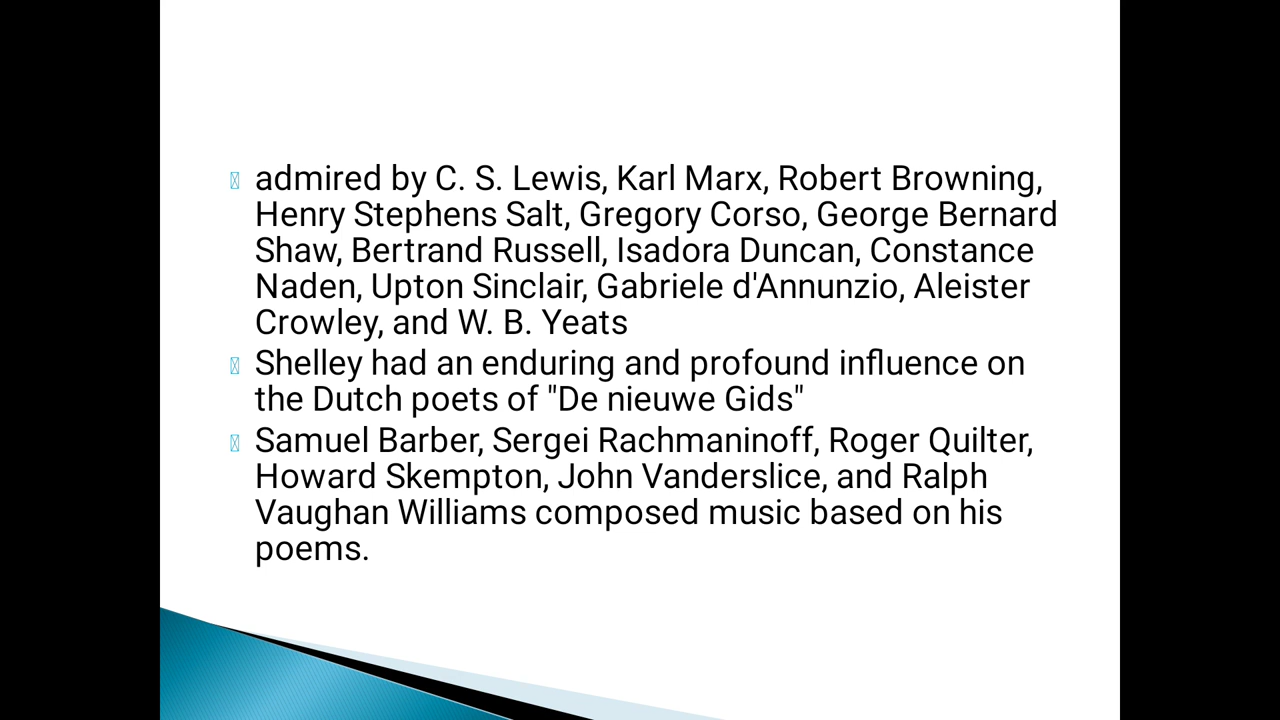 admired by C. S. Lewis, Karl Marx, Robert Browning,
Henry Stephens Salt, Gregory Corso, George Bernard
Shaw, Bertrand Russell, Isadora Duncan, Constance
Naden, Upton Sinclair, Gabriele d'Annunzio, Aleister
Crowley, and W. B. Yeats
Shelley had an enduring and profound influence on
the Dutch poets of "De nieuwe Gids"
Samuel Barber, Sergei Rachmaninoff, Roger Quilter,
Howard Skempton, John Vanderslice, and Ralph
Vaughan Williams composed music based on his
poems.